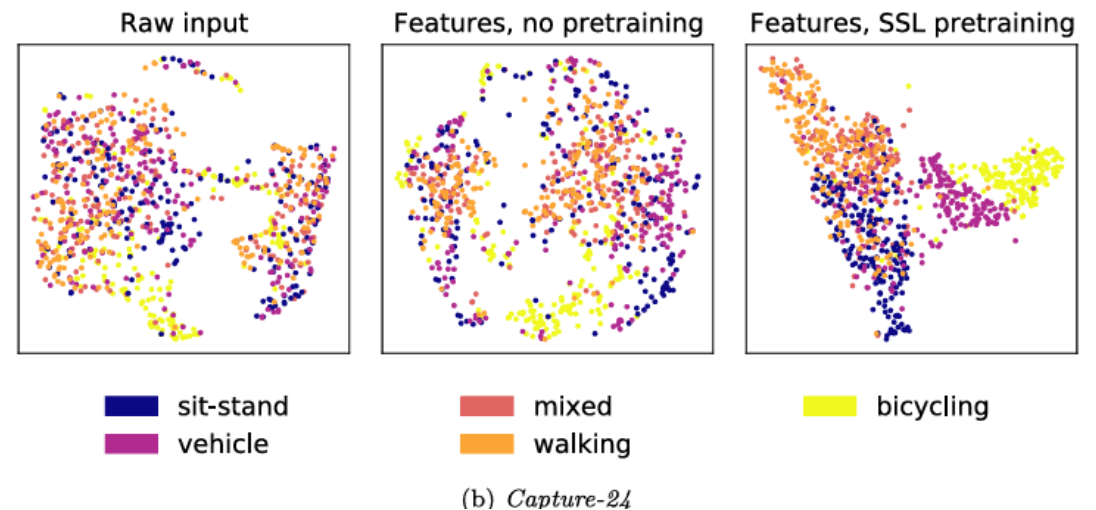 Raw input Features, no pretraining Features, SSL pretraining
sit-stand mixed bicycling
vehicle walking
(b) Capture-24